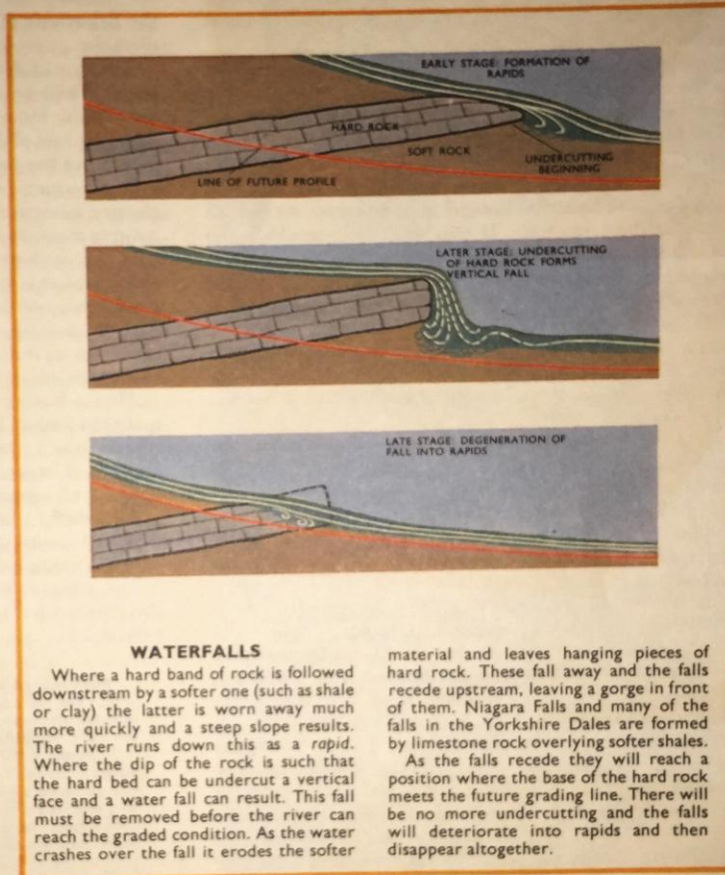 EARLY STAGE: FORMATION OF
RAPIDS
HARD ROCK
SOFT ROCK
UNDERCUTTING
BEGINNING
LINE OF FUTURE PROFILE
LATER STAGE: UNDERCUTTING
OF HARD ROCK FORMS
VERTICAL FALL
LATE STAGE: DEGENERATION OF
FALL INTO RAPIDS
WATERFALLS
Where a hard band of rock is followed
downstream by a softer one (such as shale
or clay) the latter is worn away much
more quickly and a steep slope results.
The river runs down this as a rapid.
Where the dip of the rock is such that
the hard bed can be undercut a vertical
face and a water fall can result. This fall
must be removed before the river can
reach the graded condition. As the water
crashes over the fall it erodes the softer
material and leaves hanging pieces of
hard rock. These fall away and the falls
recede upstream, leaving a gorge in front
of them. Niagara Falls and many of the
falls in the Yorkshire Dales are formed
by limestone rock overlying softer shales.
As the falls recede they will reach a
position where the base of the hard rock
meets the future grading line. There will
be no more undercutting and the falls
will deteriorate into rapids and then
disappear altogether.